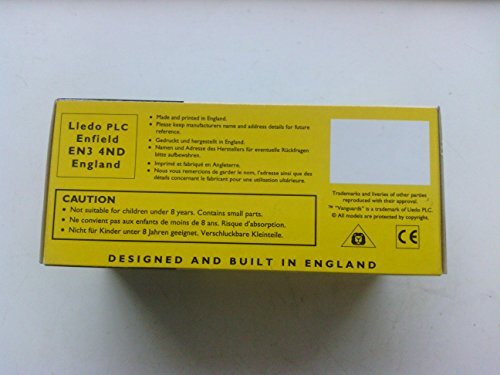 Lledo PLC
Enfield
EN3 4ND
England
• Made and printed in England.
• Please keep manufacturers name and address details for future
reference.
• Gedruckt und hergestellt in England.
• Namen und Adresse des Herstellers für eventuelle Rückfragen
bitte aufbewahren.
• Imprimé et fabriqué en Angleterre.
• Nous vous remercions de garder le nom, l'adresse ainsi que des
détails concernant le fabricant pour une utilisation ultérieure.
Trademarks and liveries of other parties
reproduced with their approval.
™ "Vanguards" is a trademark of Lledo PLC.
© All models are protected by copyright.
CAUTION
• Not suitable for children under 8 years. Contains small parts.
• Ne convient pas aux enfants de moins de 8 ans. Risque d'absorption.
• Nicht für Kinder unter 8 Jahren geeignet. Verschluckbare Kleinteile.
CE
DESIGNED AND BUILT IN ENGLAND